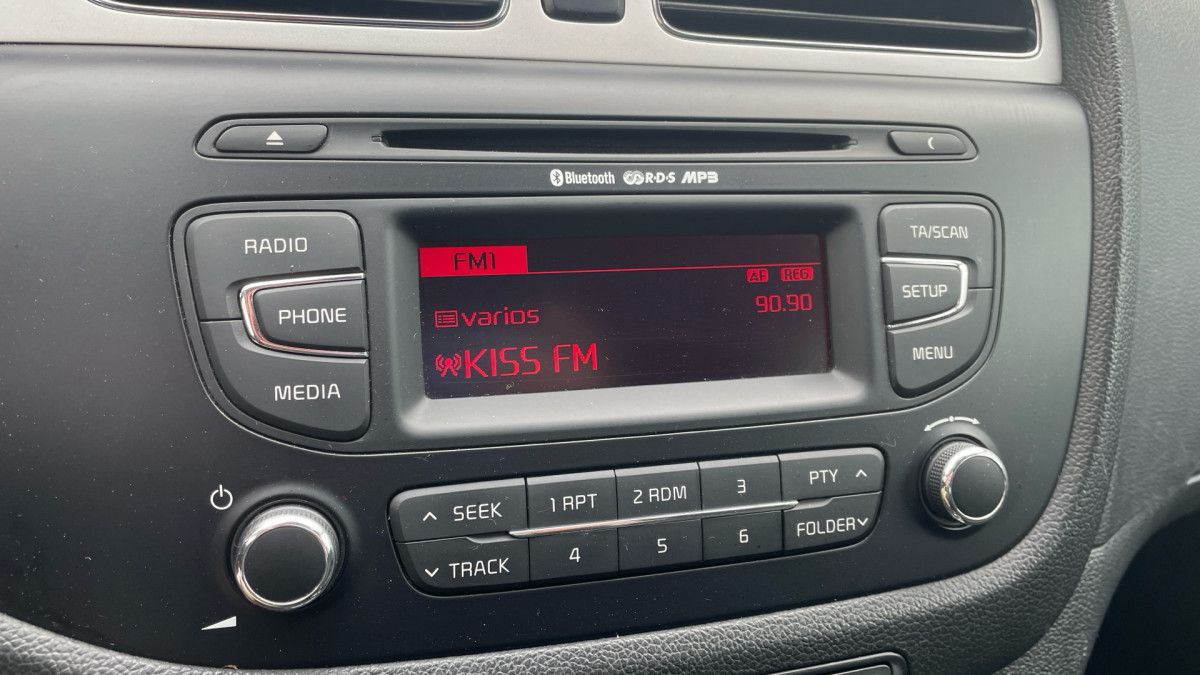 Bluetooth R·D·S MP3
RADIO
PHONE
MEDIA
FM1
AF REG
90.90
varios
KISS FM
TA/SCAN
SETUP
MENU
SEEK
1 RPT
2 RDM
3
PTY
TRACK
4
5
6
FOLDER